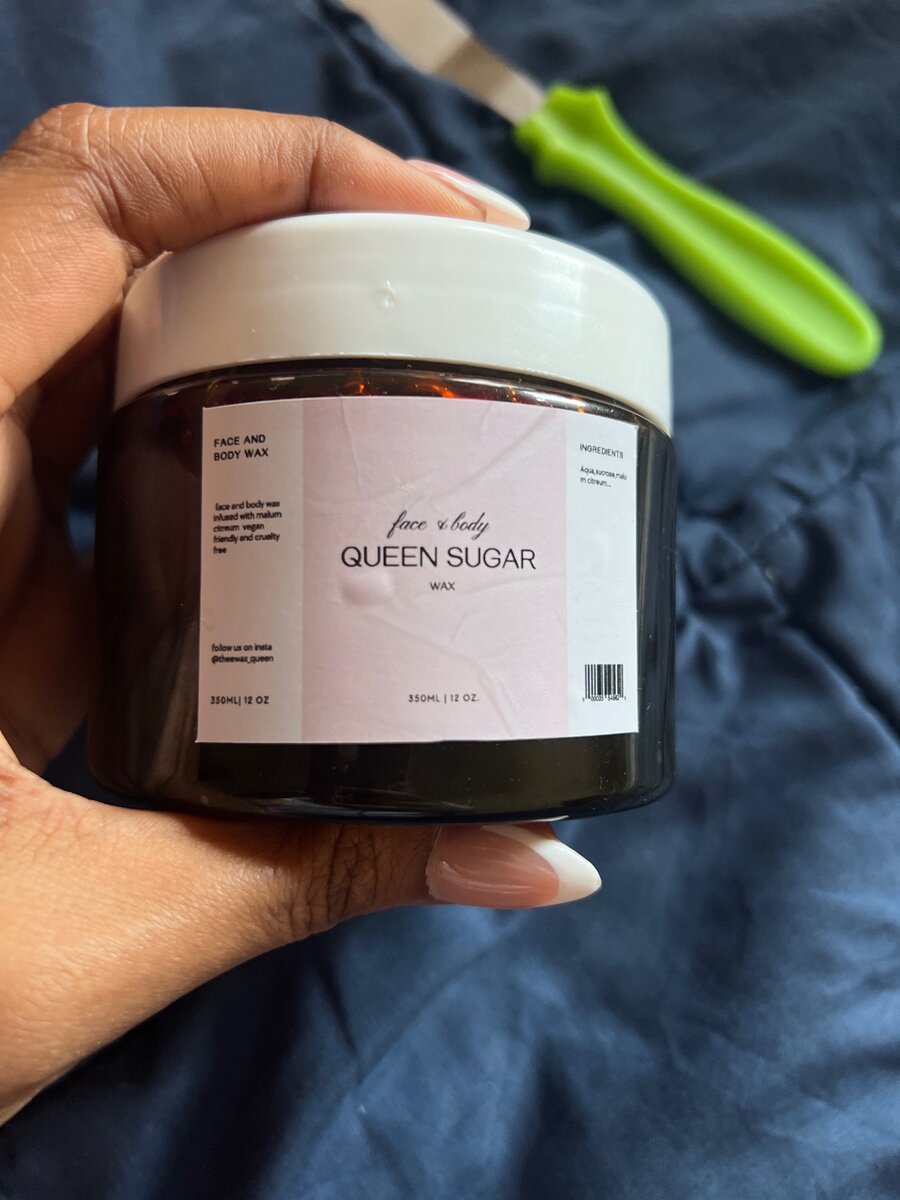 FACE AND
BODY WAX
face and body wax
infused with malum
citreum vegan
friendly and cruelty
free
follow us on insta
@theewax_queen
350ML| 12 OZ
face & body
QUEEN SUGAR
WAX
350ML | 12 OZ.
INGREDIENTS
Aqua,sucrose,malu
m citreum...